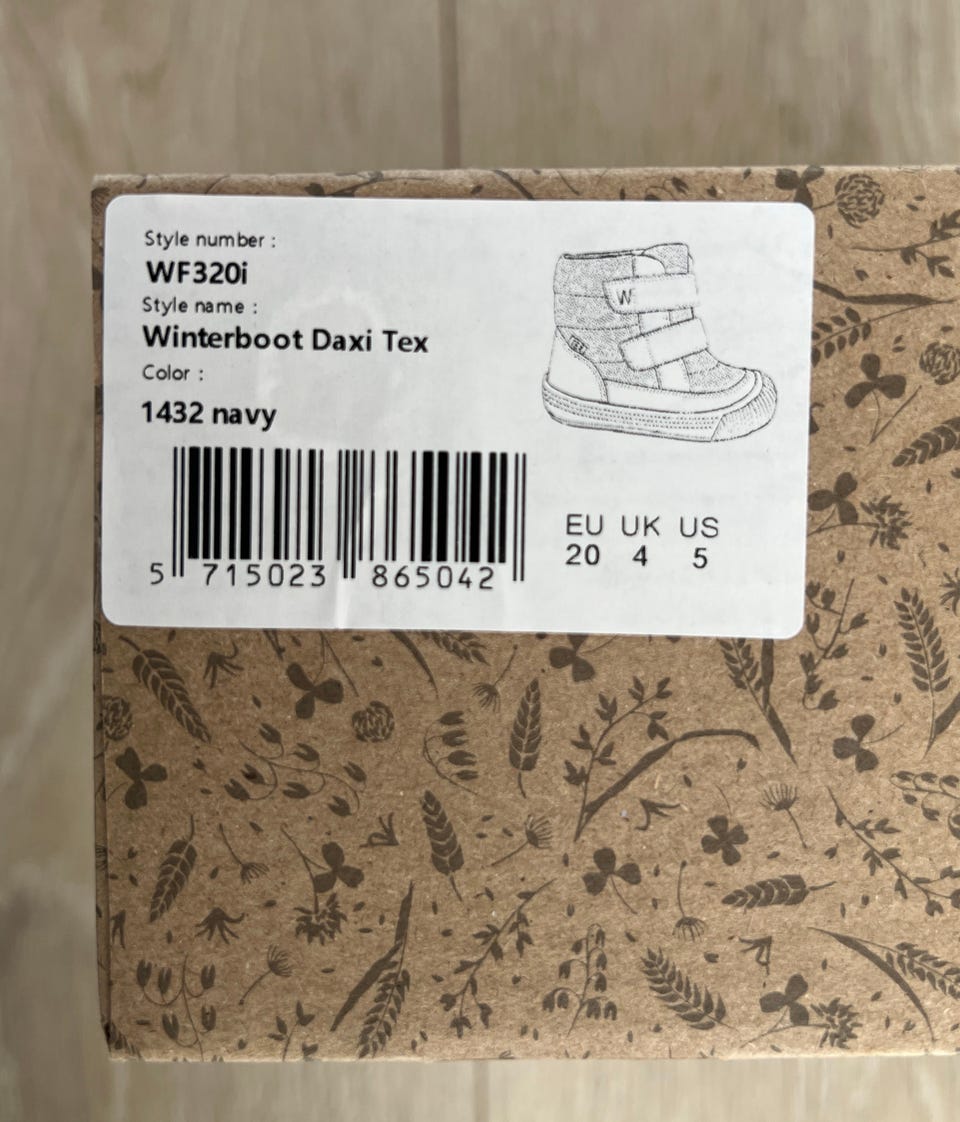 Style number :
WF320i
Style name :
Winterboot Daxi Tex
Color :
1432 navy
5 715023 865042
EU UK US
20 4 5
W
TEX